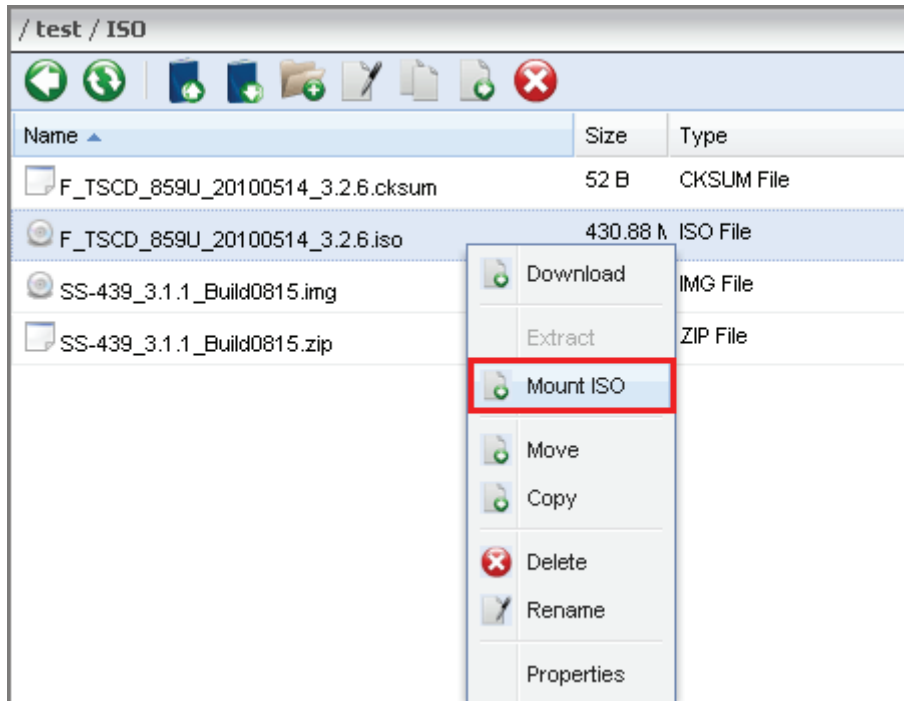 / test / ISO
Name Size Type
F_TSCD_859U_20100514_3.2.6.cksum 52 B CKSUM File
F_TSCD_859U_20100514_3.2.6.iso 430.88 M ISO File
SS-439_3.1.1_Build0815.img IMG File
SS-439_3.1.1_Build0815.zip ZIP File
Download
Extract
Mount ISO
Move
Copy
Delete
Rename
Properties